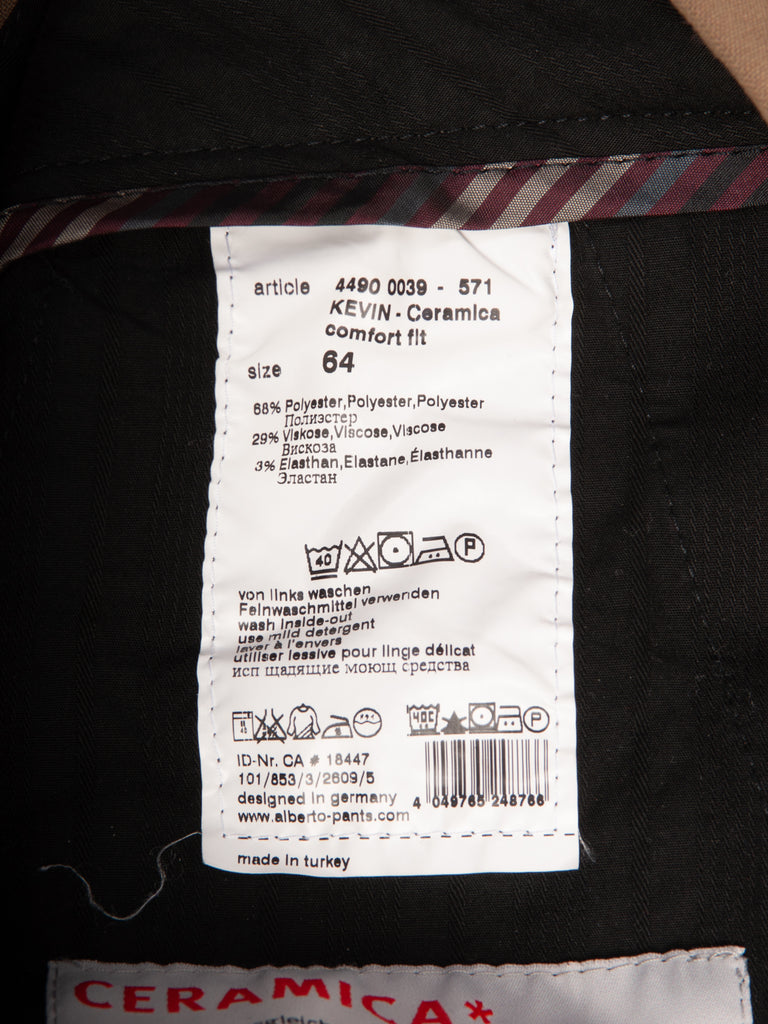 article 4490 0039 - 571
KEVIN - Ceramica
comfort fit
size 64
68% Polyester,Polyester,Polyester
Полиэстер
29% Viskose,Viscose,Viscose
Вискоза
3% Elasthan,Elastane,Élasthanne
Эластан
40 P
von links waschen
Feinwaschmittel verwenden
wash inside-out
use mild detergent
laver à l'envers
utiliser lessive pour linge délicat
исп щадящие моющ средства
40C P
ID-Nr. CA # 18447
101/853/3/2609/5
designed in germany
www.alberto-pants.com
4 049765 248766
made in turkey
CERAMICA*